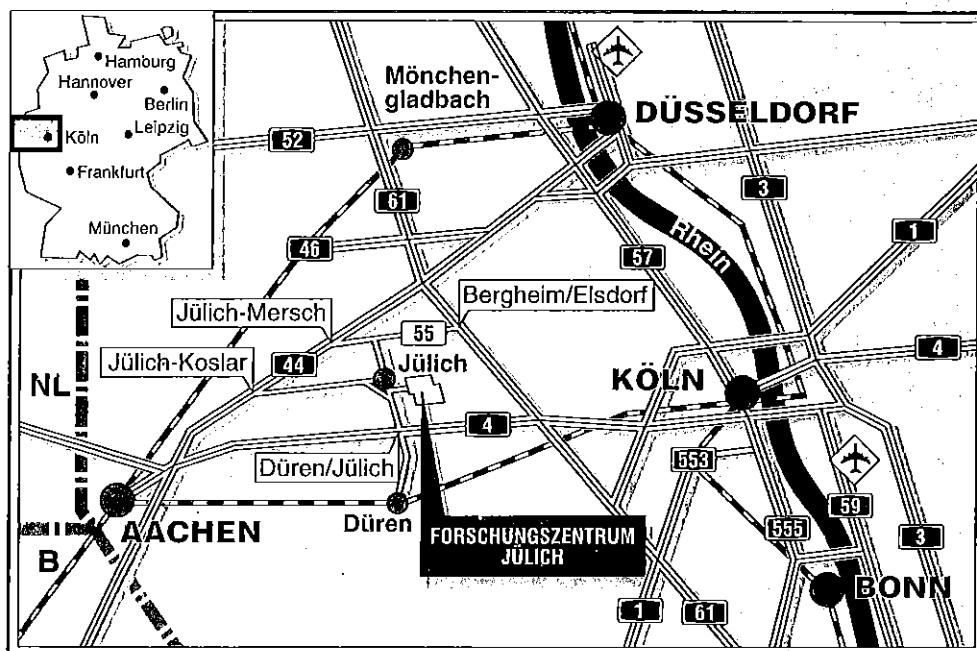 Hamburg
Hannover
Berlin
Köln
Leipzig
Frankfurt
München
Mönchen-
gladbach
DÜSSELDORF
52
61
3
1
46
Rhein
57
Bergheim/Elsdorf
Jülich-Mersch
55
4
Jülich-Koslar
44
Jülich
NL
KÖLN
4
Düren/Jülich
553
AACHEN
Düren
FORSCHUNGSZENTRUM
JÜLICH
555
59
3
B
BONN
1
61